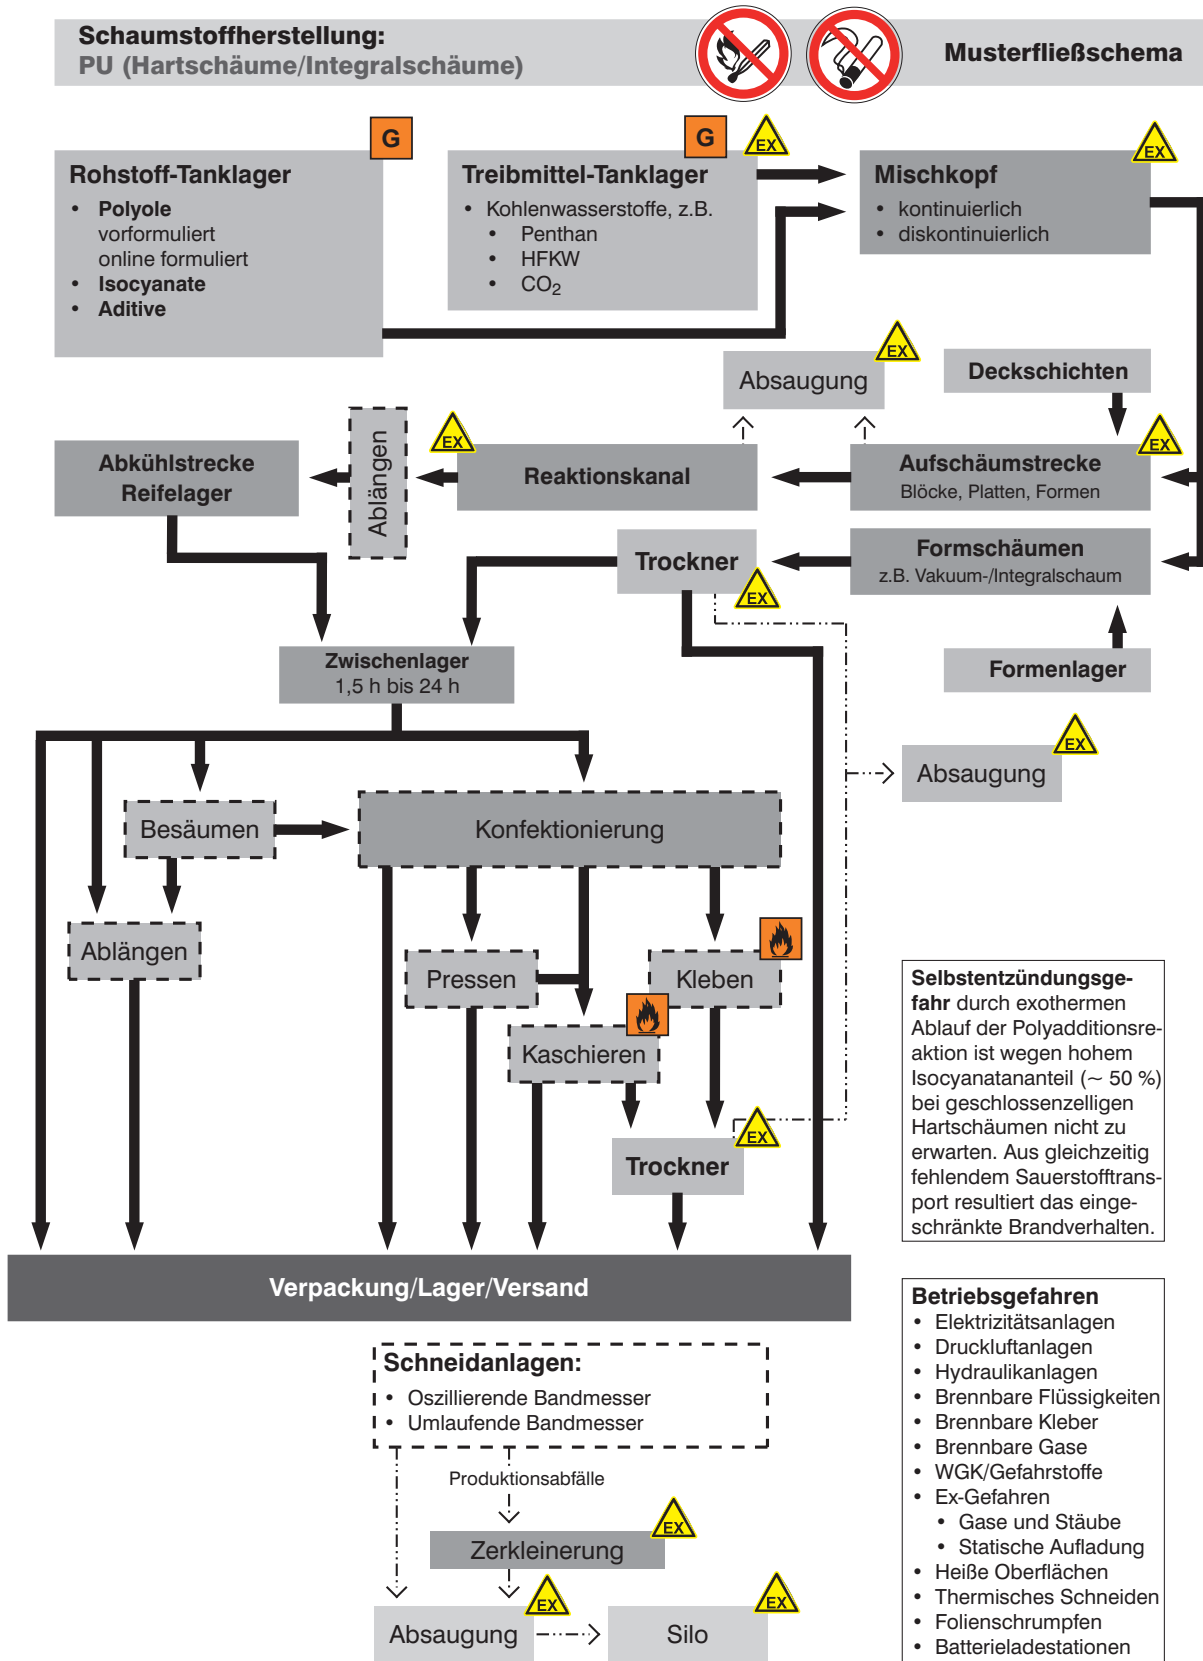 Schaumstoffherstellung:
PU (Hartschäume/Integralschäume)
Musterfließschema
G
Rohstoff-Tanklager
• Polyole
vorformuliert
online formuliert
• Isocyanate
• Aditive
G
EX
Treibmittel-Tanklager
• Kohlenwasserstoffe, z.B.
• Penthan
• HFKW
• CO2
EX
Mischkopf
• kontinuierlich
• diskontinuierlich
EX
Absaugung
Deckschichten
Abkühlstrecke
Reifelager
Ablängen
EX
Reaktionskanal
EX
Aufschäumstrecke
Blöcke, Platten, Formen
Trockner
EX
Formschäumen
z.B. Vakuum-/Integralschaum
Zwischenlager
1,5 h bis 24 h
Formenlager
EX
Absaugung
Besäumen
Konfektionierung
Ablängen
Pressen
Kleben
Kaschieren
EX
Trockner
Selbstentzündungsge-
fahr durch exothermen
Ablauf der Polyadditionsre-
aktion ist wegen hohem
Isocyanatananteil (~ 50 %)
bei geschlossenzelligen
Hartschäumen nicht zu
erwarten. Aus gleichzeitig
fehlendem Sauerstofftrans-
port resultiert das einge-
schränkte Brandverhalten.
Verpackung/Lager/Versand
Schneidanlagen:
• Oszillierende Bandmesser
• Umlaufende Bandmesser
Produktionsabfälle
EX
Zerkleinerung
EX
Absaugung
EX
Silo
Betriebsgefahren
• Elektrizitätsanlagen
• Druckluftanlagen
• Hydraulikanlagen
• Brennbare Flüssigkeiten
• Brennbare Kleber
• Brennbare Gase
• WGK/Gefahrstoffe
• Ex-Gefahren
• Gase und Stäube
• Statische Aufladung
• Heiße Oberflächen
• Thermisches Schneiden
• Folienschrumpfen
• Batterieladestationen